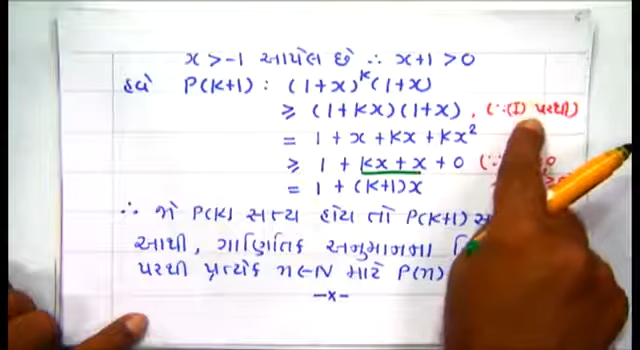 x > -1 આપેલ છે ∴ x+1 > 0
હવે P(k+1) : (1+x)^k (1+x)
≥ (1+kx)(1+x) , (∵(I) પરથી)
= 1 + x + kx + kx²
≥ 1 + kx + x + 0 (∵
= 1 + (k+1)x
∴ જો P(k) સત્ય હોય તો P(k+1)
આથી, ગાણિતિક અનુમાનના
પરથી પ્રત્યેક n∈N માટે P(n)
—x—